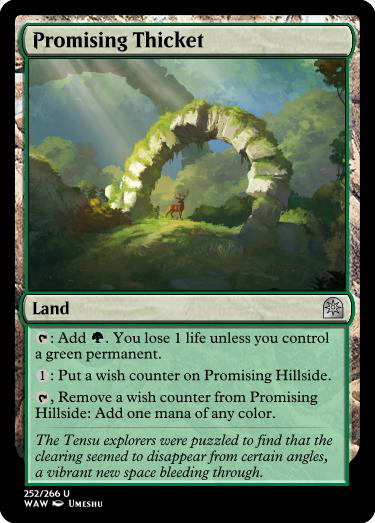 Promising Thicket
Land
: Add . You lose 1 life unless you control
a green permanent.
1: Put a wish counter on Promising Hillside.
, Remove a wish counter from Promising
Hillside: Add one mana of any color.
The Tensu explorers were puzzled to find that the
clearing seemed to disappear from certain angles,
a vibrant new space bleeding through.
252/266 U
WAW Umeshu